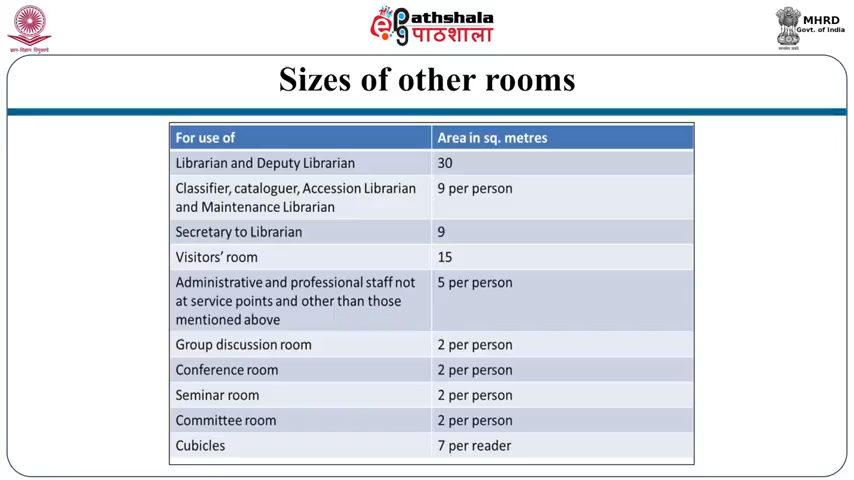 ePathshala
पाठशाला
MHRD
Govt. of India
Sizes of other rooms
For use of Area in sq. metres
Librarian and Deputy Librarian 30
Classifier, cataloguer, Accession Librarian 9 per person
and Maintenance Librarian
Secretary to Librarian 9
Visitors' room 15
Administrative and professional staff not 5 per person
at service points and other than those
mentioned above
Group discussion room 2 per person
Conference room 2 per person
Seminar room 2 per person
Committee room 2 per person
Cubicles 7 per reader